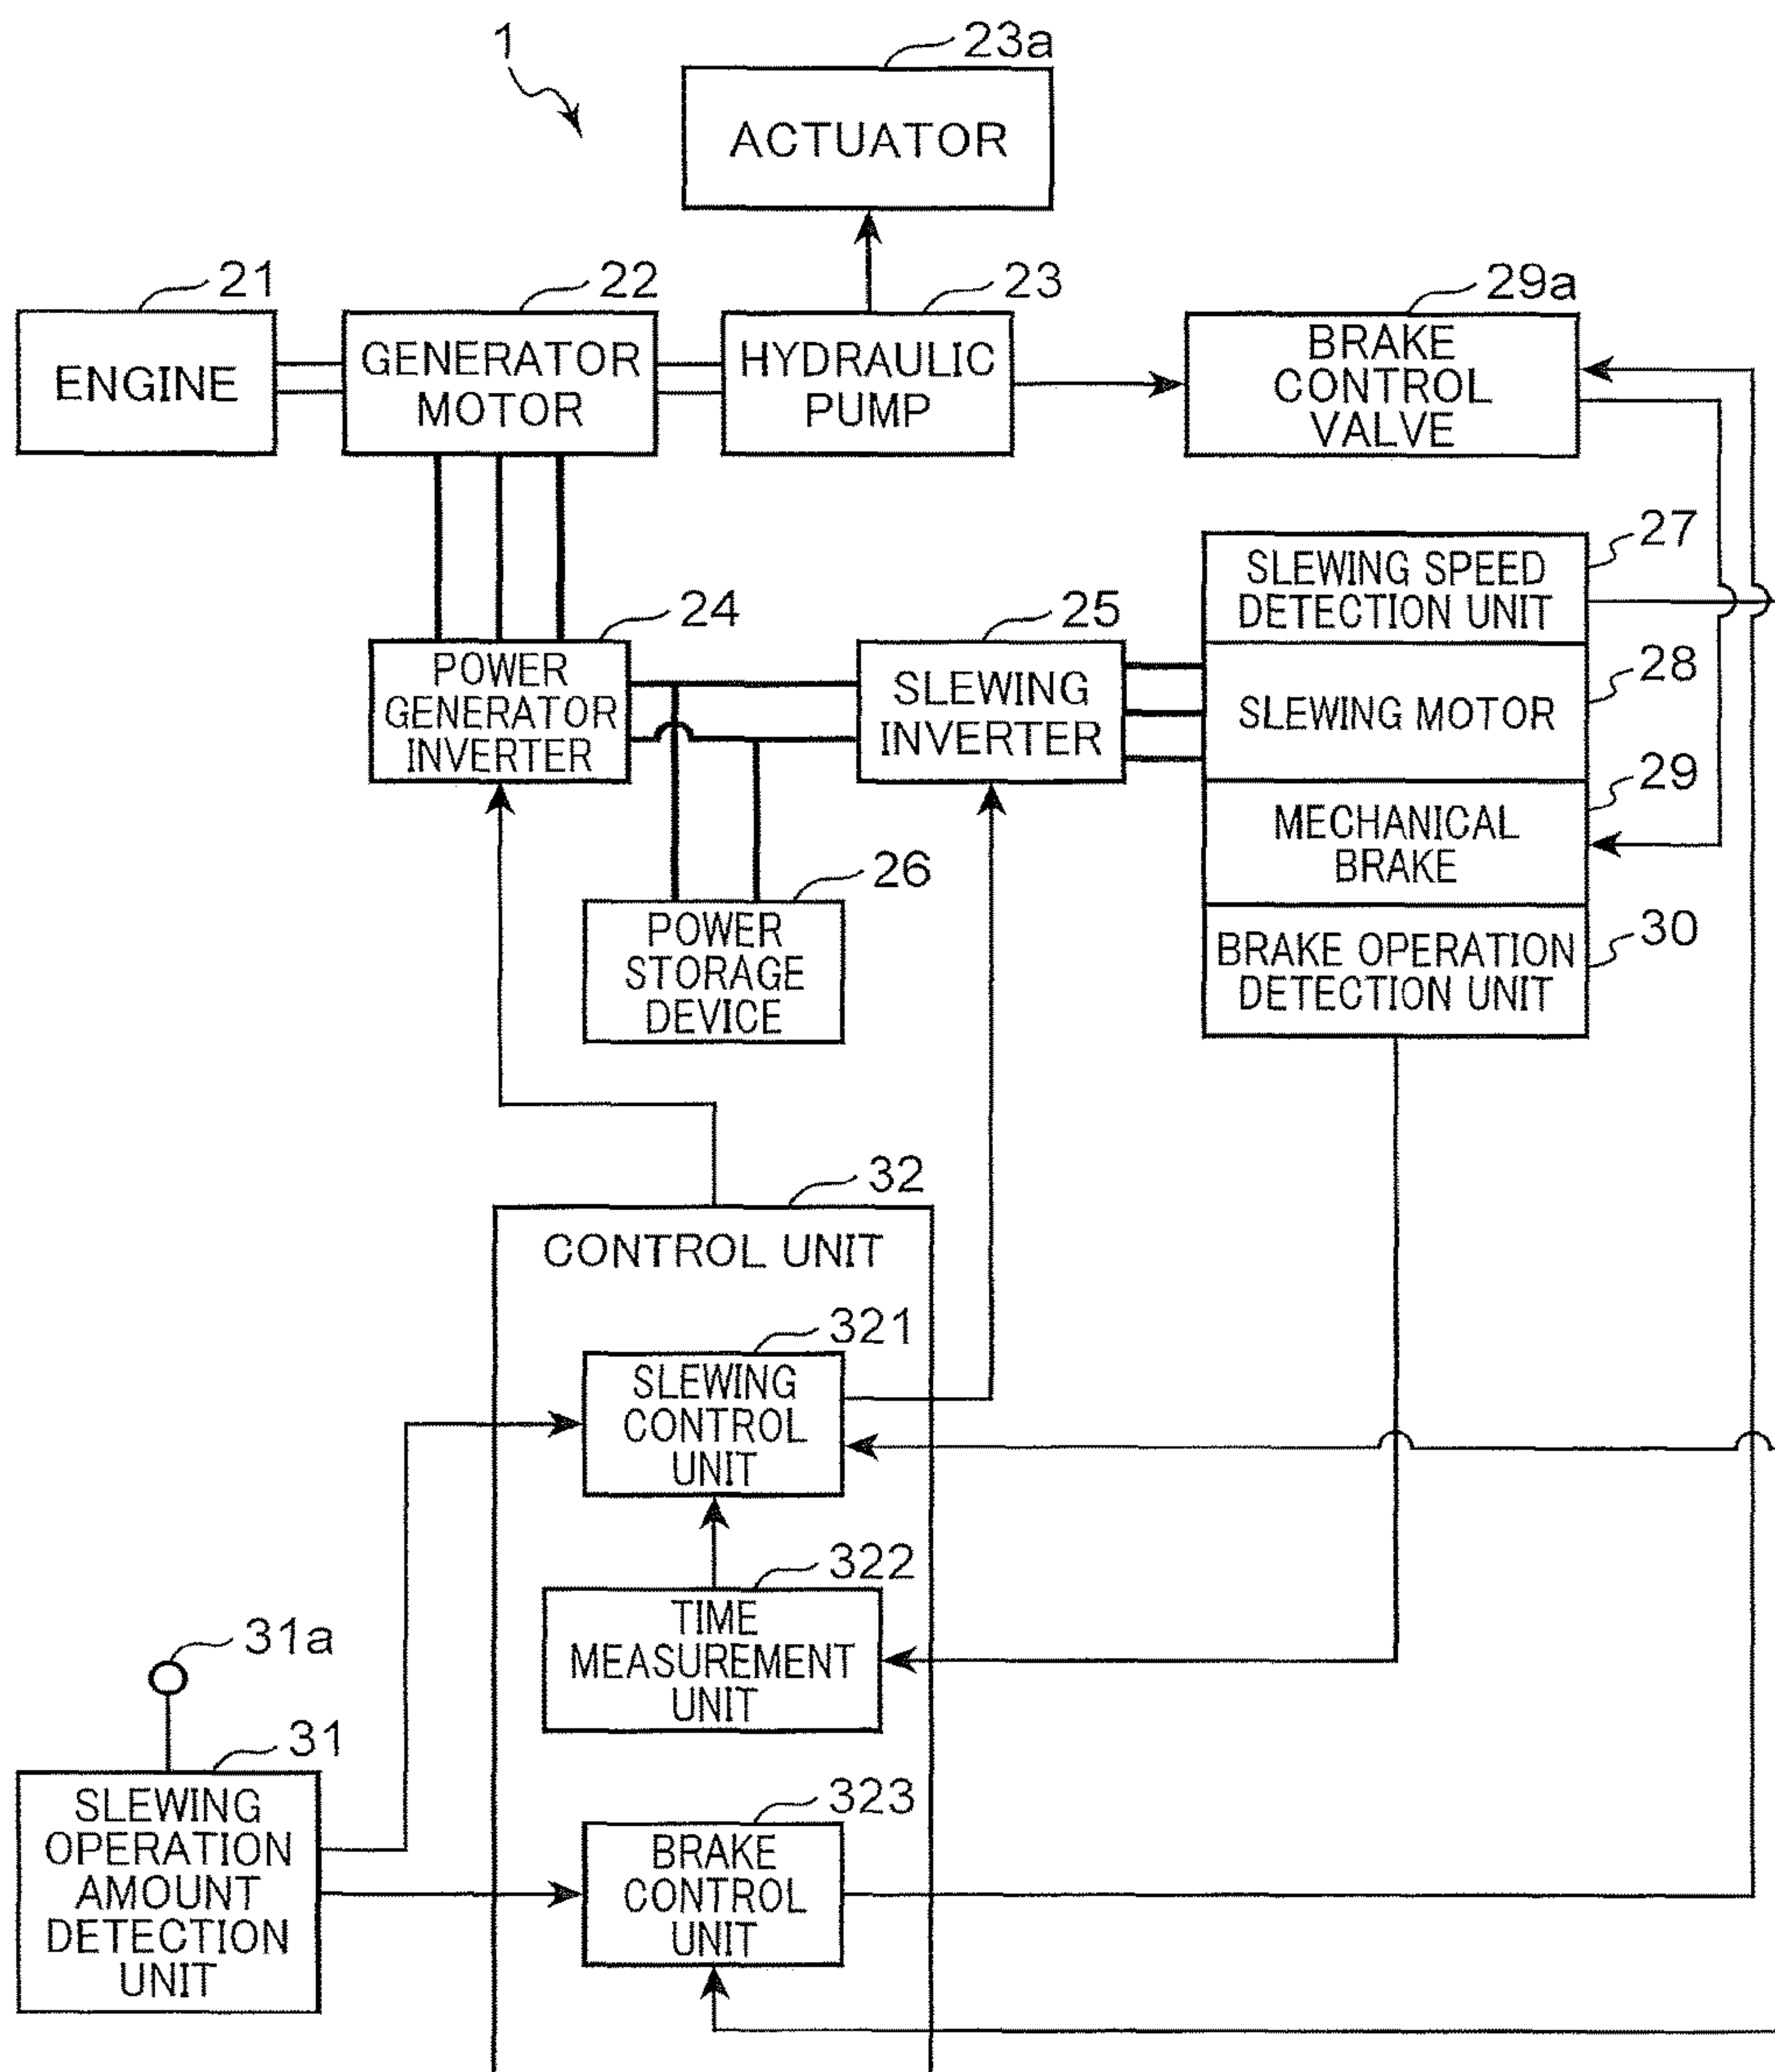 1
23a
ACTUATOR
21
22
23
29a
ENGINE
GENERATOR
MOTOR
HYDRAULIC
PUMP
BRAKE
CONTROL
VALVE
27
SLEWING SPEED
DETECTION UNIT
24
25
POWER
GENERATOR
INVERTER
SLEWING
INVERTER
28
SLEWING MOTOR
29
MECHANICAL
BRAKE
26
POWER
STORAGE
DEVICE
30
BRAKE OPERATION
DETECTION UNIT
32
CONTROL UNIT
321
SLEWING
CONTROL
UNIT
322
TIME
MEASUREMENT
UNIT
31a
31
SLEWING
OPERATION
AMOUNT
DETECTION
UNIT
323
BRAKE
CONTROL
UNIT